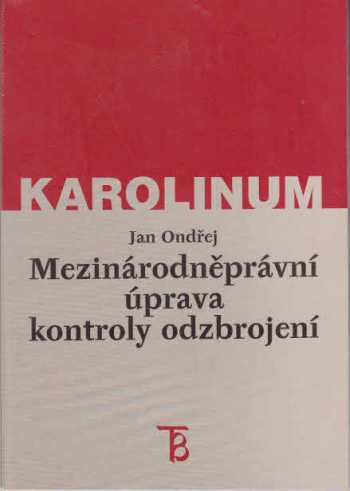 KAROLINUM
Jan Ondřej
Mezinárodněprávní
úprava
kontroly odzbrojení